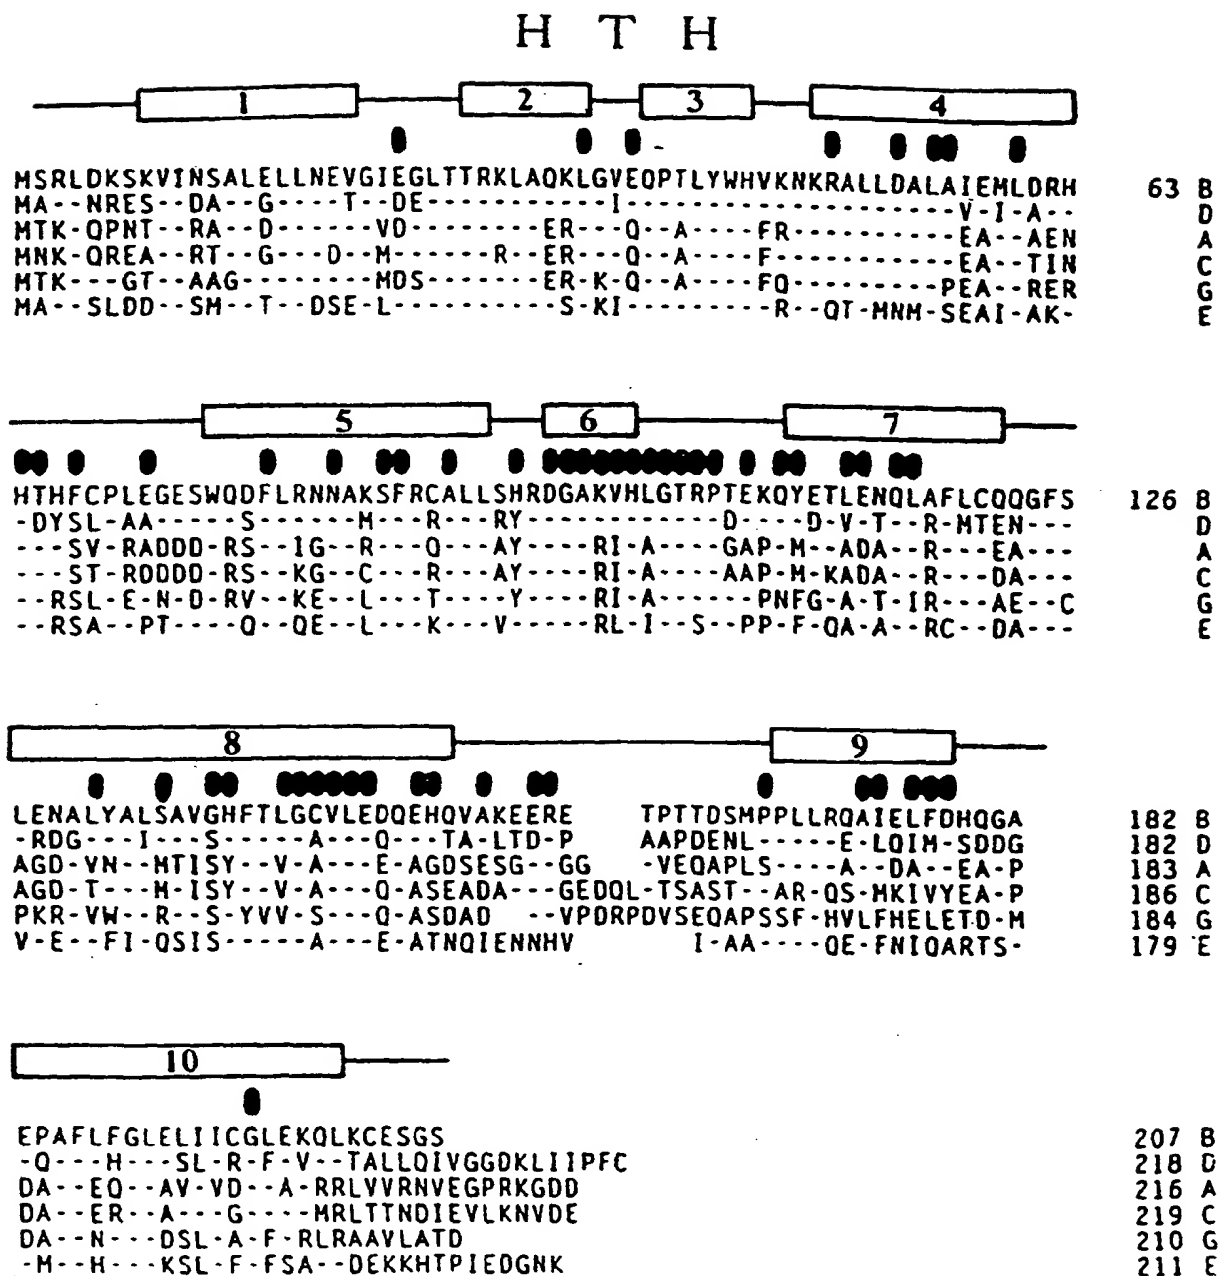 H T H
1 2 3 4
MSRLDKSKVINSALELLNEVGIEGLTTRKLAQKLGVEQPTLYWHVKNKRALLDALAIEMLDRH 63 B
MA--NRES--DA--G----T--DE-----------I--------------------V-I-A-- D
MTK-QPNT--RA--D------VD--------ER---Q--A----FR----------EA--AEN A
MNK-QREA--RT--G---D--M------R--ER---Q--A----F-----------EA--TIN C
MTK---GT--AAG--------MDS-------ER-K-Q--A----FQ---------PEA--RER G
MA--SLDD--SM--T--DSE-L----------S-KI---------R--QT-MNM-SEAI-AK- E
5 6 7
HTHFCPLEGESWQDFLRNNAKSFRCALLSHRDGAKVHLGTRPTEKQYETLENQLAFLCQQGFS 126 B
-DYSL-AA-----S------M---R--RY-----------D----D-V-T--R-MTEN--- D
---SV-RADDD-RS--IG--R---Q---AY----RI-A----GAP-M--ADA--R---EA--- A
---ST-RDDDD-RS--KG--C---R---AY----RI-A---AAP-M-KADA--R---DA--- C
--RSL-E-N-D-RV--KE--L---T----Y----RI-A------PNFG-A-T-IR---AE--C G
--RSA--PT----Q--QE--L---K---V-----RL-I--S--PP-F-QA-A--RC--DA--- E
8 9
LENALYALSAVGHFTLGCVLEDQEHQVAKEERE TPTTDSMPPLLRQAIELFDHQGA 182 B
-RDG---I---S-----A---Q---TA-LTD-P AAPDENL-----E-LQIM-SDDG 182 D
AGD-VN--MTISY--V-A---E-AGDSESG--GG -VEQAPLS----A--DA--EA-P 183 A
AGD-T---M-ISY--V-A---Q-ASEADA---GEDQL-TSAST--AR-QS-MKIVYEA-P 186 C
PKR-VW--R--S-YVV-S---Q-ASDAD --VPDRPDVSEQAPSSF-HVLFHELETD-M 184 G
V-E--FI-QSIS-----A---E-ATNQIENNHV I-AA----QE-FNIQARTS- 179 E
10
EPAFLFGLELIICGLEKQLKCESGS 207 B
-Q---H---SL-R-F-V--TALLQIVGGDKLIIPFC 218 D
DA--EQ--AV-VD--A-RRLVVRNVEGPRKGDD 216 A
DA--ER--A---G----MRLTTNDIEVLKNVDE 219 C
DA--N---DSL-A-F-RLRAAVLATD 210 G
-M--H---KSL-F-FSA--DEKKHTPIEDGNK 211 E